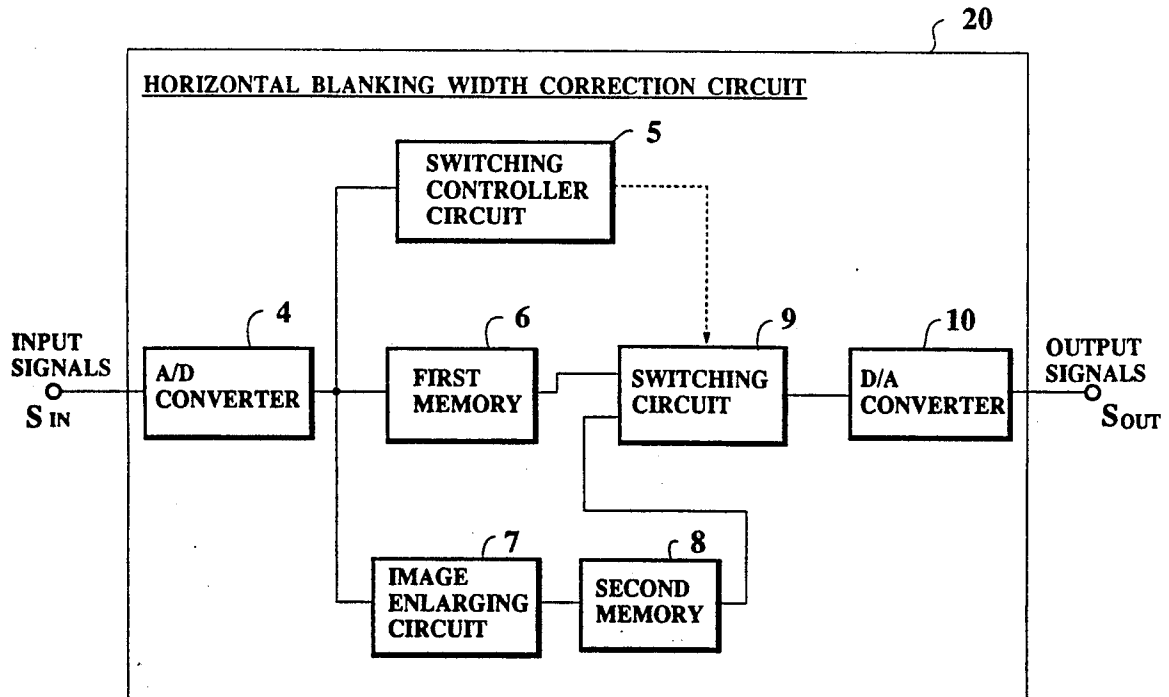 20
HORIZONTAL BLANKING WIDTH CORRECTION CIRCUIT
5
SWITCHING
CONTROLLER
CIRCUIT
4
6
9
10
INPUT
SIGNALS
S IN
A/D
CONVERTER
FIRST
MEMORY
SWITCHING
CIRCUIT
D/A
CONVERTER
OUTPUT
SIGNALS
SOUT
7
8
IMAGE
ENLARGING
CIRCUIT
SECOND
MEMORY